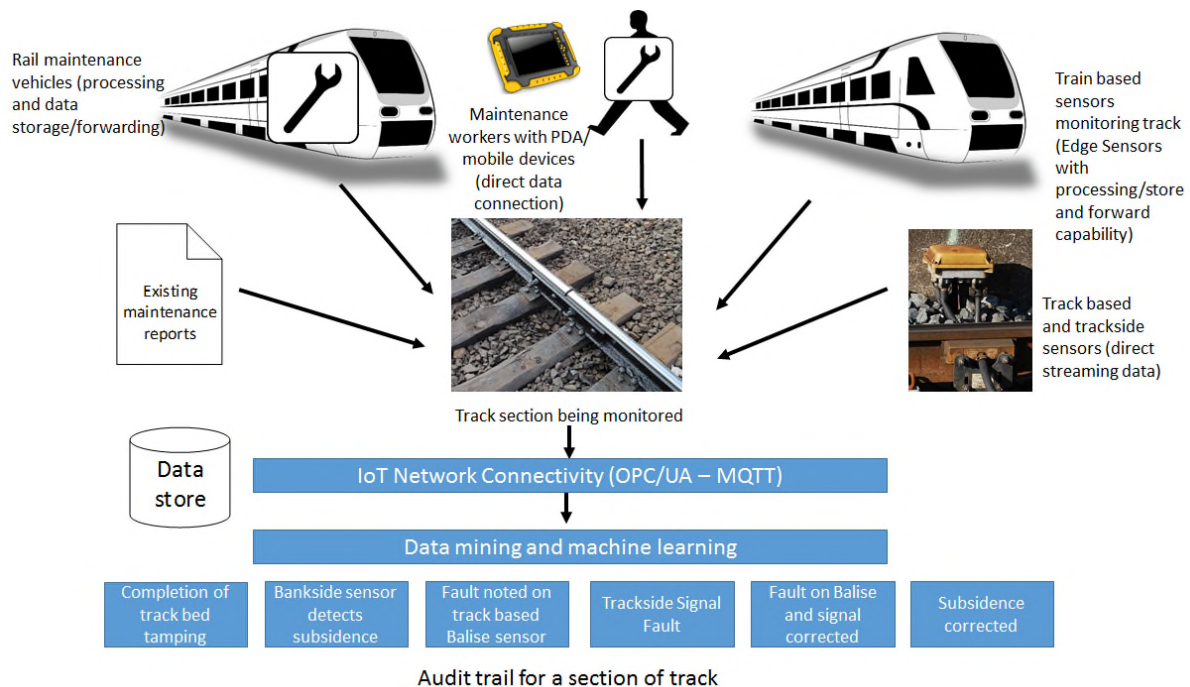 Rail maintenance
vehicles (processing
and data
storage/forwarding)
Maintenance
workers with PDA/
mobile devices
(direct data
connection)
Train based
sensors
monitoring track
(Edge Sensors
with
processing/store
and forward
capability)
Existing
maintenance
reports
Track based
and trackside
sensors (direct
streaming data)
Track section being monitored
Data
store
IoT Network Connectivity (OPC/UA – MQTT)
Data mining and machine learning
Completion of
track bed
tamping
Bankside sensor
detects
subsidence
Fault noted on
track based
Balise sensor
Trackside Signal
Fault
Fault on Balise
and signal
corrected
Subsidence
corrected
Audit trail for a section of track